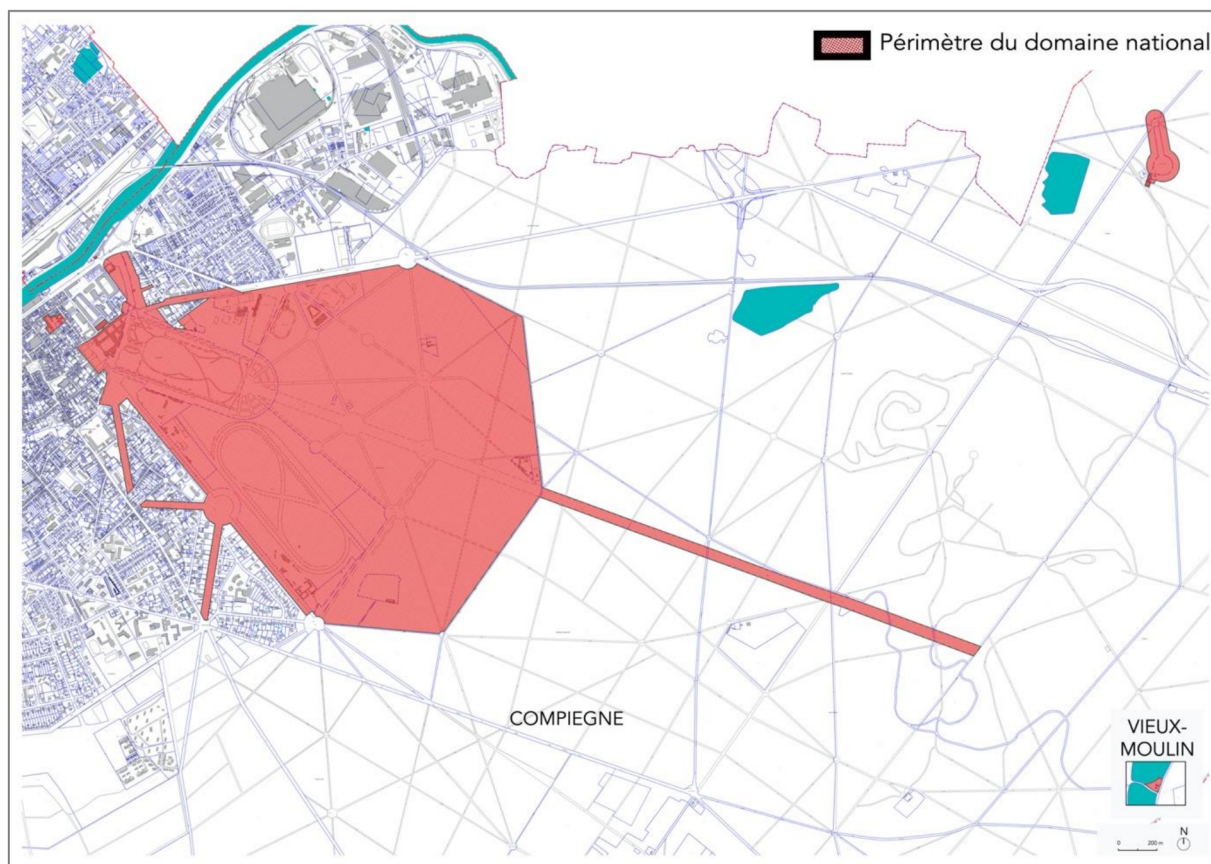 Périmètre du domaine national
COMPIEGNE
VIEUX-
MOULIN
N
0 200 m